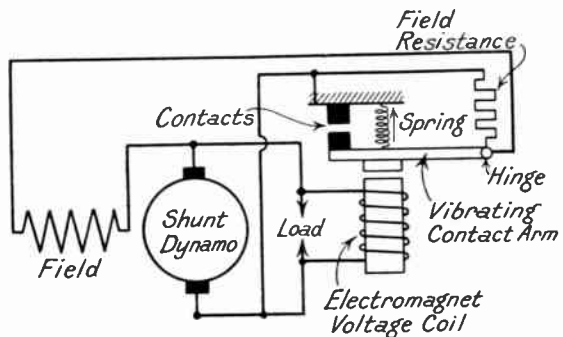 Field
Resistance
Contacts
Spring
Hinge
Shunt
Dynamo
Load
Vibrating
Contact Arm
Field
Electromagnet
Voltage Coil